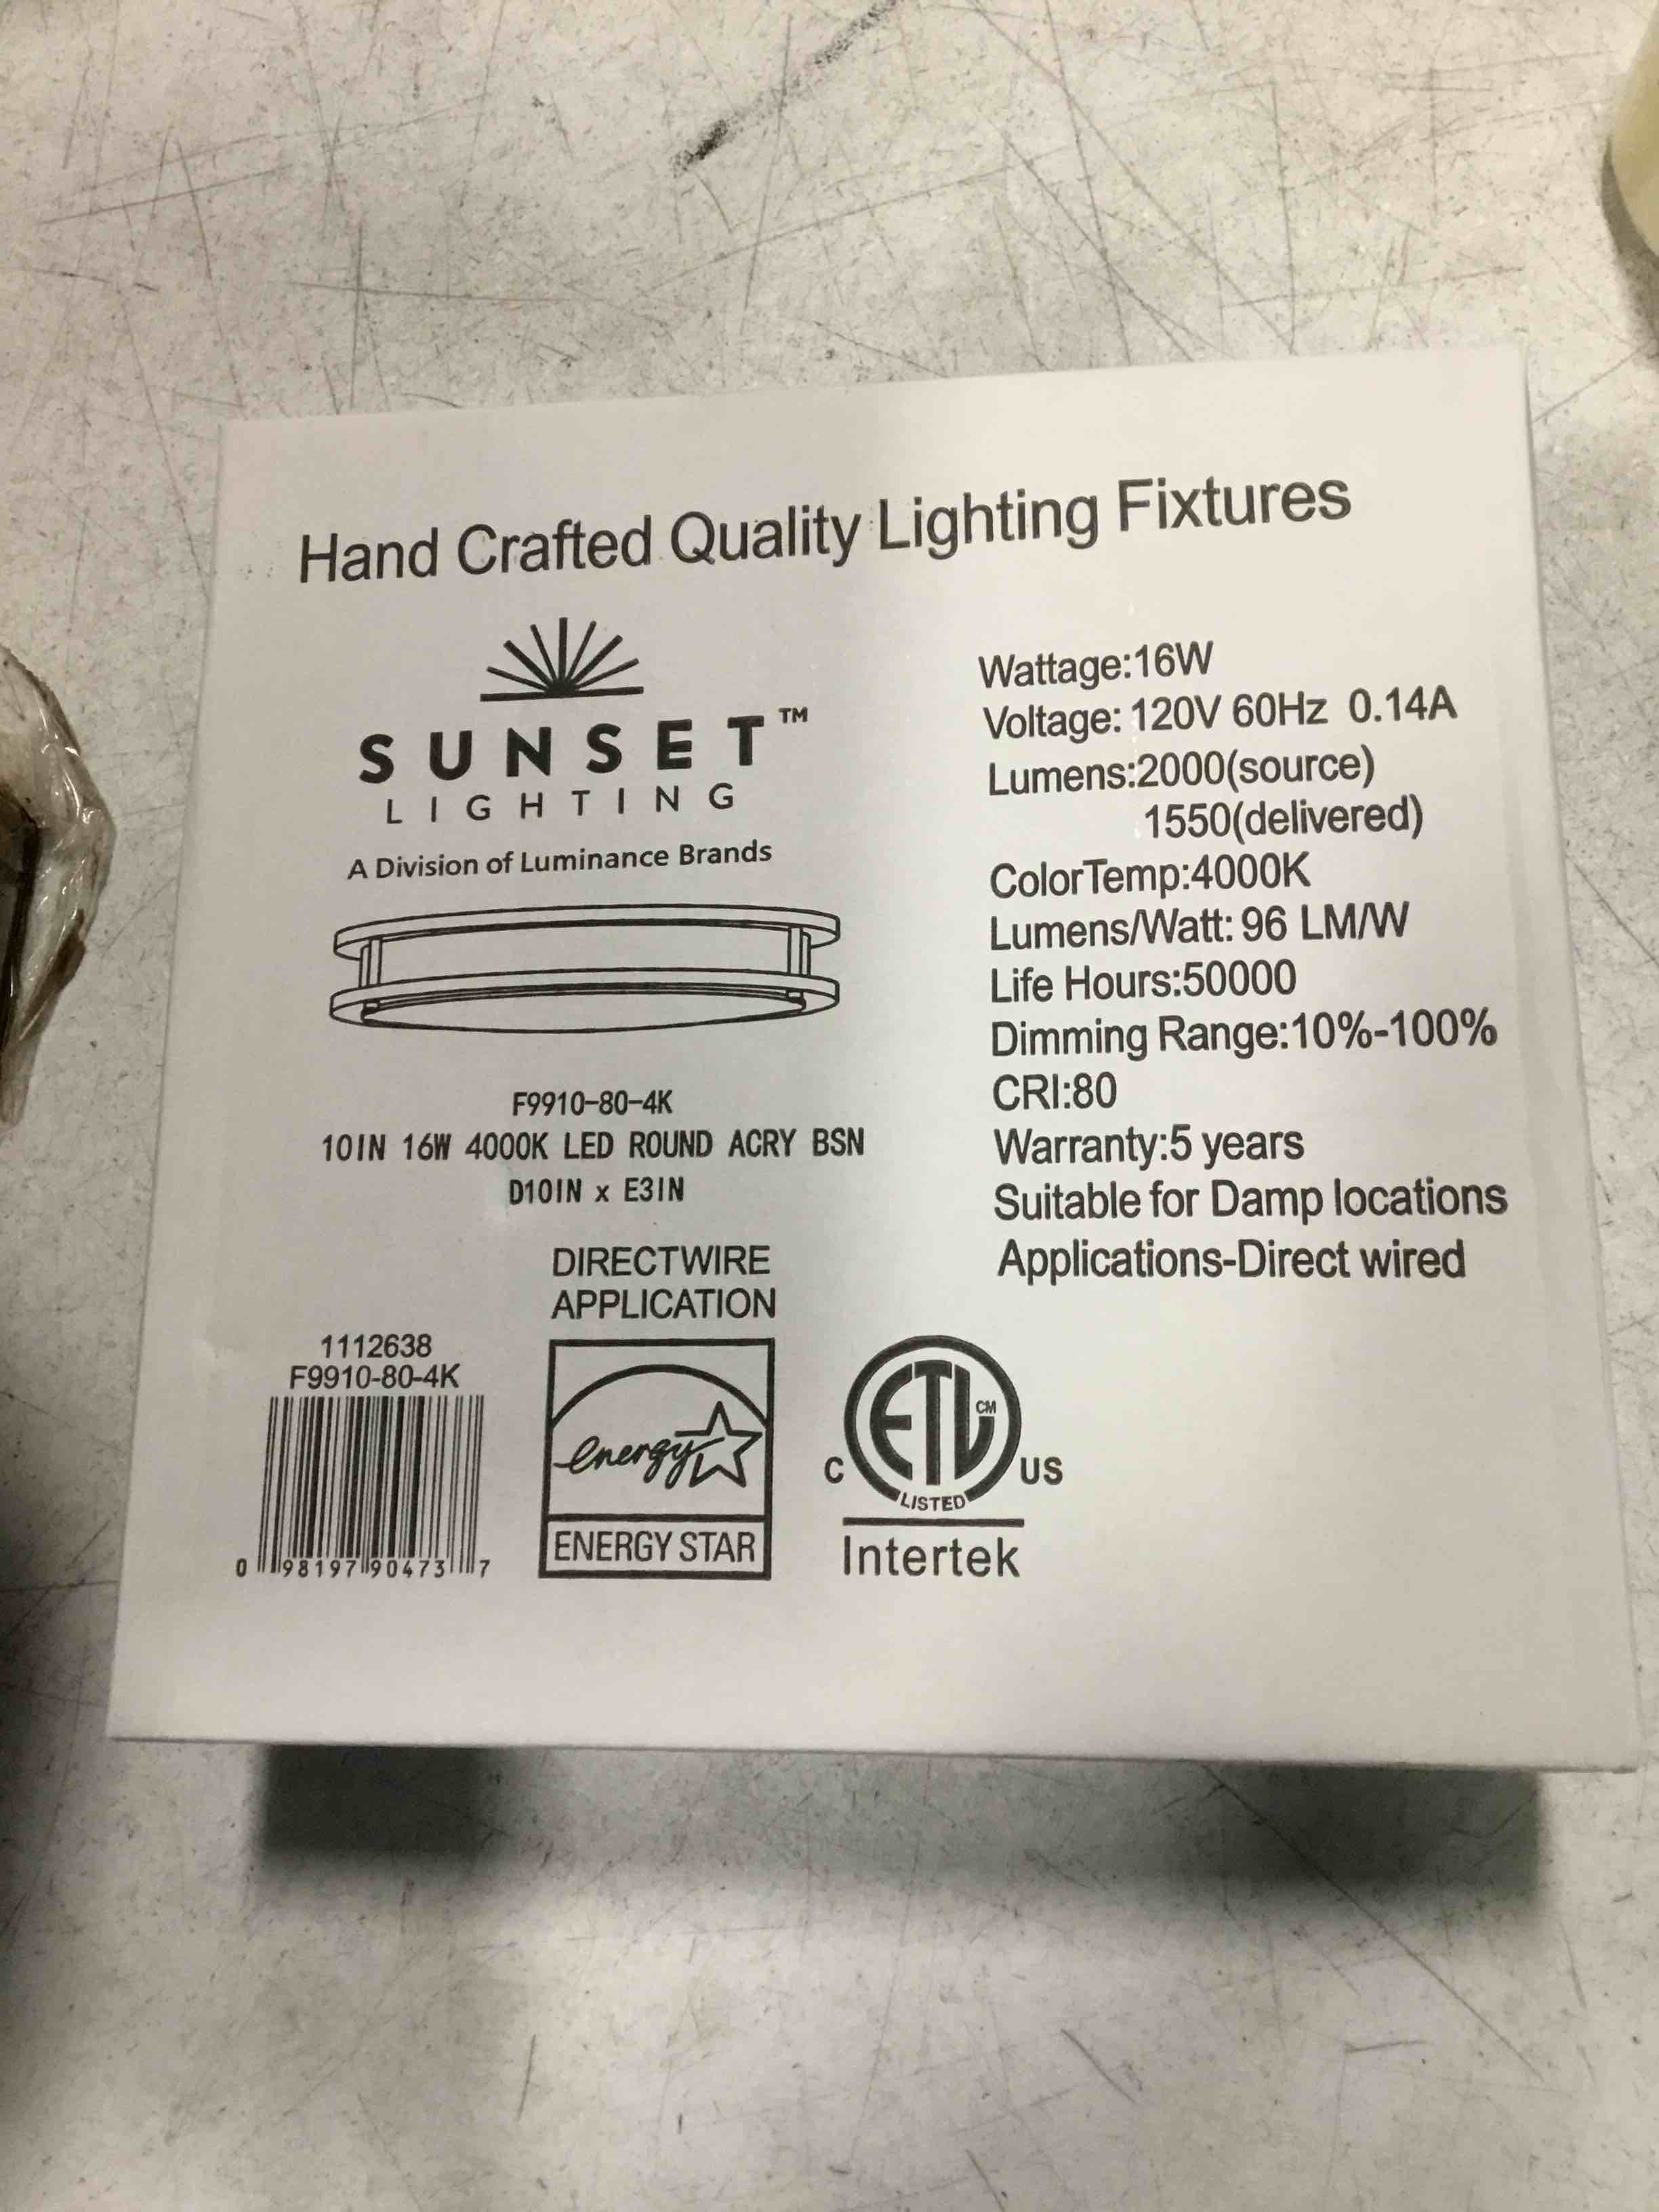 Hand Crafted Quality Lighting Fixtures
SUNSET™
LIGHTING
A Division of Luminance Brands
F9910-80-4K
10IN 16W 4000K LED ROUND ACRY BSN
D10IN x E3IN
Wattage:16W
Voltage: 120V 60Hz 0.14A
Lumens:2000(source)
1550(delivered)
ColorTemp:4000K
Lumens/Watt: 96 LM/W
Life Hours:50000
Dimming Range:10%-100%
CRI:80
Warranty:5 years
Suitable for Damp locations
Applications-Direct wired
DIRECTWIRE
APPLICATION
1112638
F9910-80-4K
0 98197 90473 7
energy
ENERGY STAR
C ETL CM US
LISTED
Intertek